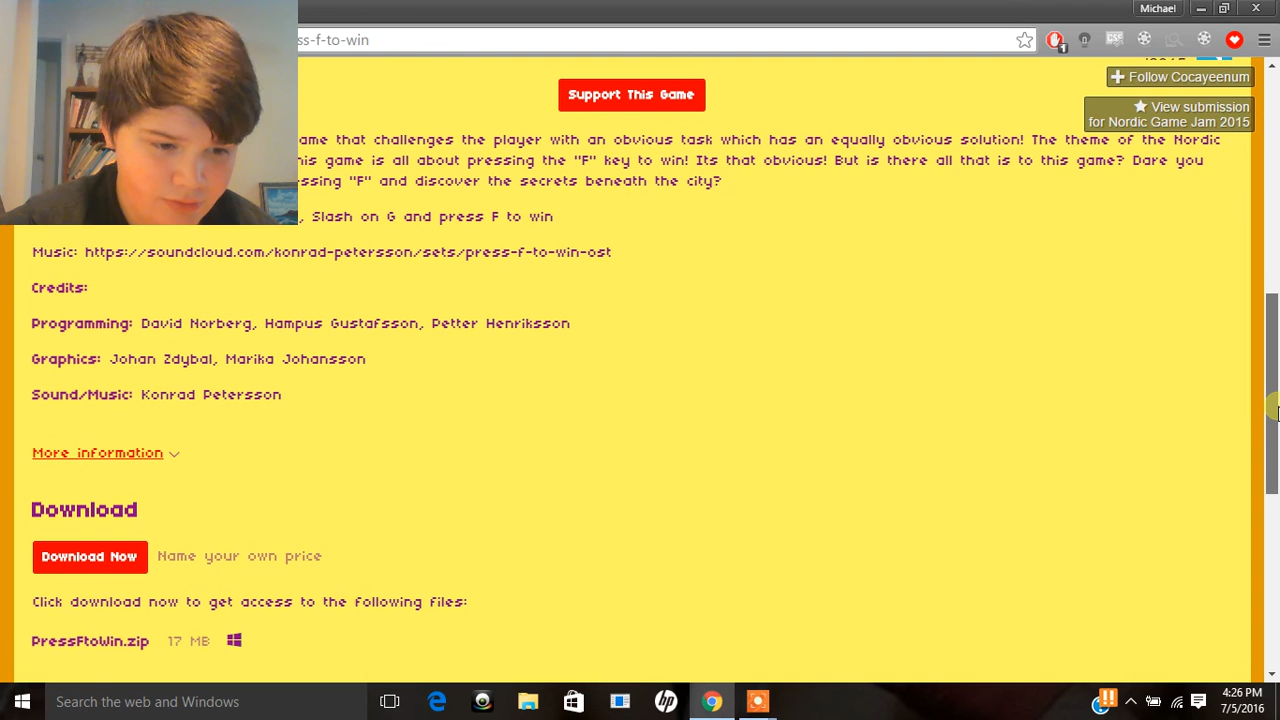 Michael
ss-f-to-win
Support This Game
Follow Cocayeenum
View submission
for Nordic Game Jam 2015
ame that challenges the player with an obvious task which has an equally obvious solution! The theme of the Nordic
his game is all about pressing the "F" key to win! Its that obvious! But is there all that is to this game? Dare you
ssing "F" and discover the secrets beneath the city?
, Slash on G and press F to win
Music: https://soundcloud.com/konrad-petersson/sets/press-f-to-win-ost
Credits:
Programming: David Norberg, Hampus Gustafsson, Petter Henriksson
Graphics: Johan Zdybal, Marika Johansson
Sound/Music: Konrad Petersson
More information
Download
Download Now Name your own price
Click download now to get access to the following files:
PressFtoWin.zip 17 MB
Search the web and Windows
4:26 PM
7/5/2016